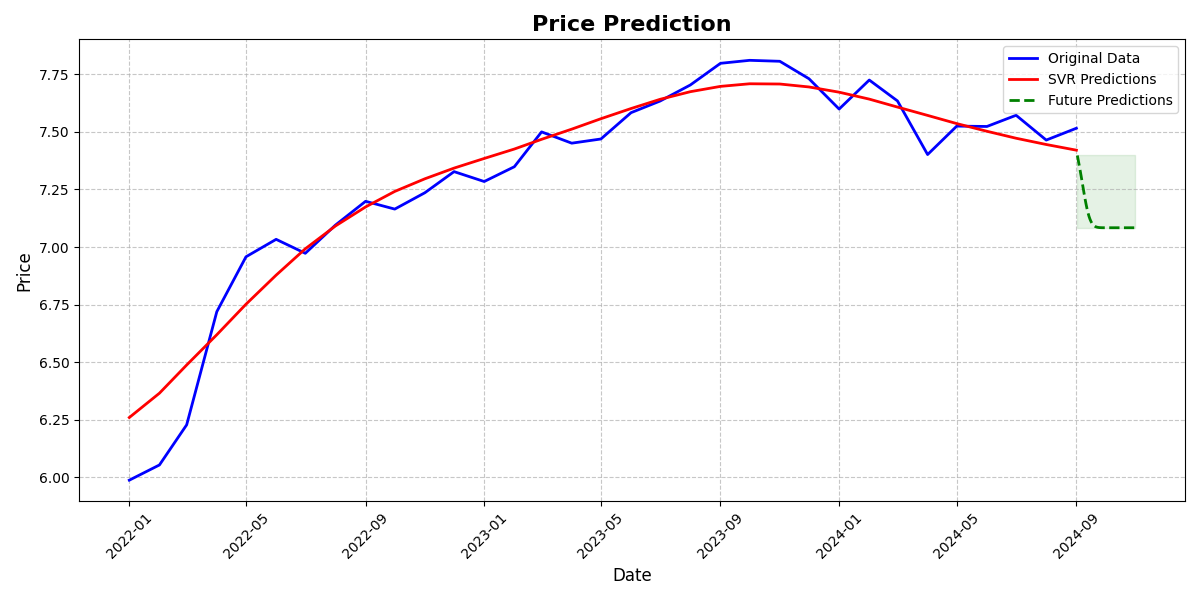 Price Prediction
Original Data
SVR Predictions
Future Predictions
Price
7.75
7.50
7.25
7.00
6.75
6.50
6.25
6.00
2022-01
2022-05
2022-09
2023-01
2023-05
2023-09
2024-01
2024-05
2024-09
Date